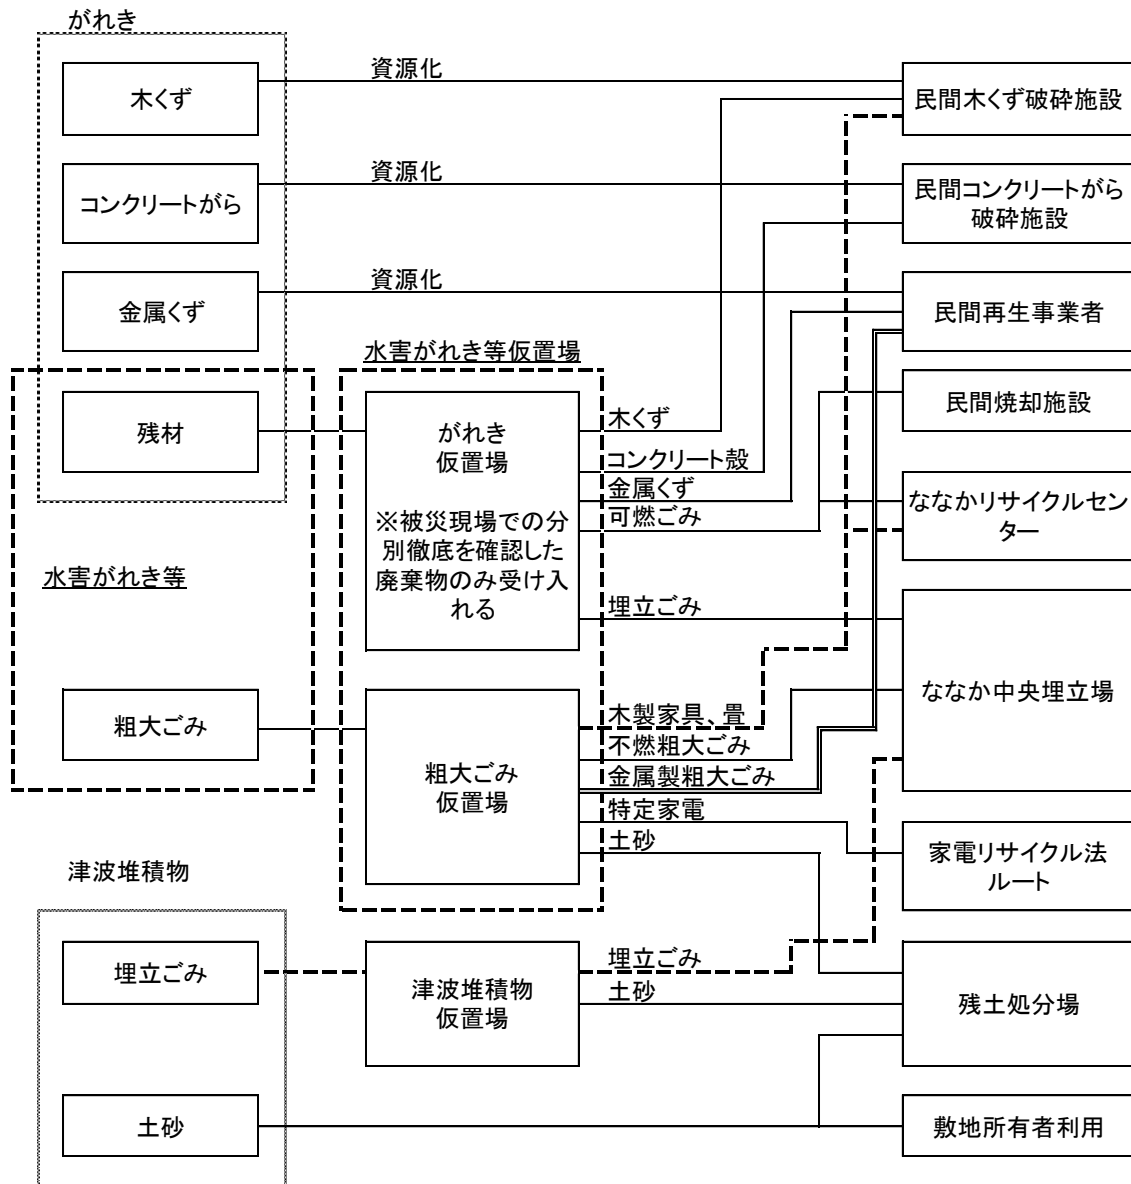 がれき
木くず
コンクリートがら
金属くず
残材
水害がれき等
粗大ごみ
津波堆積物
埋立ごみ
土砂
資源化
資源化
資源化
水害がれき等仮置場
がれき
仮置場
※被災現場での分
別徹底を確認した
廃棄物のみ受け入
れる
粗大ごみ
仮置場
津波堆積物
仮置場
木くず
コンクリート殻
金属くず
可燃ごみ
埋立ごみ
木製家具、畳
不燃粗大ごみ
金属製粗大ごみ
特定家電
土砂
埋立ごみ
土砂
民間木くず破砕施設
民間コンクリートがら
破砕施設
民間再生事業者
民間焼却施設
ななかリサイクルセン
ター
ななか中央埋立場
家電リサイクル法
ルート
残土処分場
敷地所有者利用